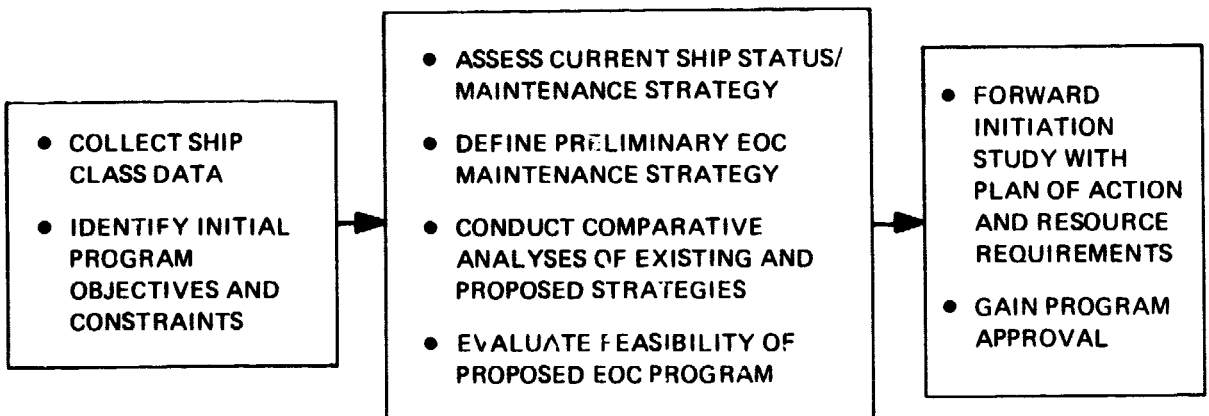 ● COLLECT SHIP
CLASS DATA
● IDENTIFY INITIAL
PROGRAM
OBJECTIVES AND
CONSTRAINTS
● ASSESS CURRENT SHIP STATUS/
MAINTENANCE STRATEGY
● DEFINE PRELIMINARY EOC
MAINTENANCE STRATEGY
● CONDUCT COMPARATIVE
ANALYSES OF EXISTING AND
PROPOSED STRATEGIES
● EVALUATE FEASIBILITY OF
PROPOSED EOC PROGRAM
● FORWARD
INITIATION
STUDY WITH
PLAN OF ACTION
AND RESOURCE
REQUIREMENTS
● GAIN PROGRAM
APPROVAL